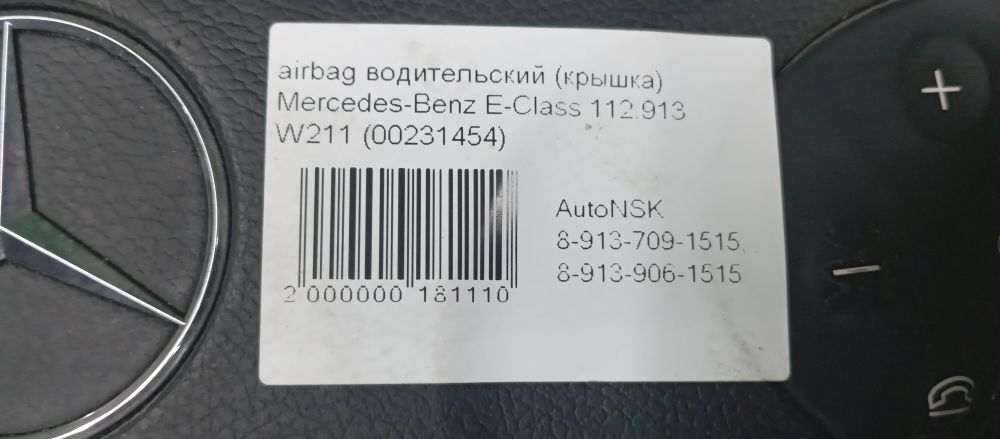 airbag водительский (крышка)
Mercedes-Benz E-Class 112.913
W211 (00231454)
AutoNSK
8-913-709-1515,
8-913-906-1515
2 000000 181110
+
−